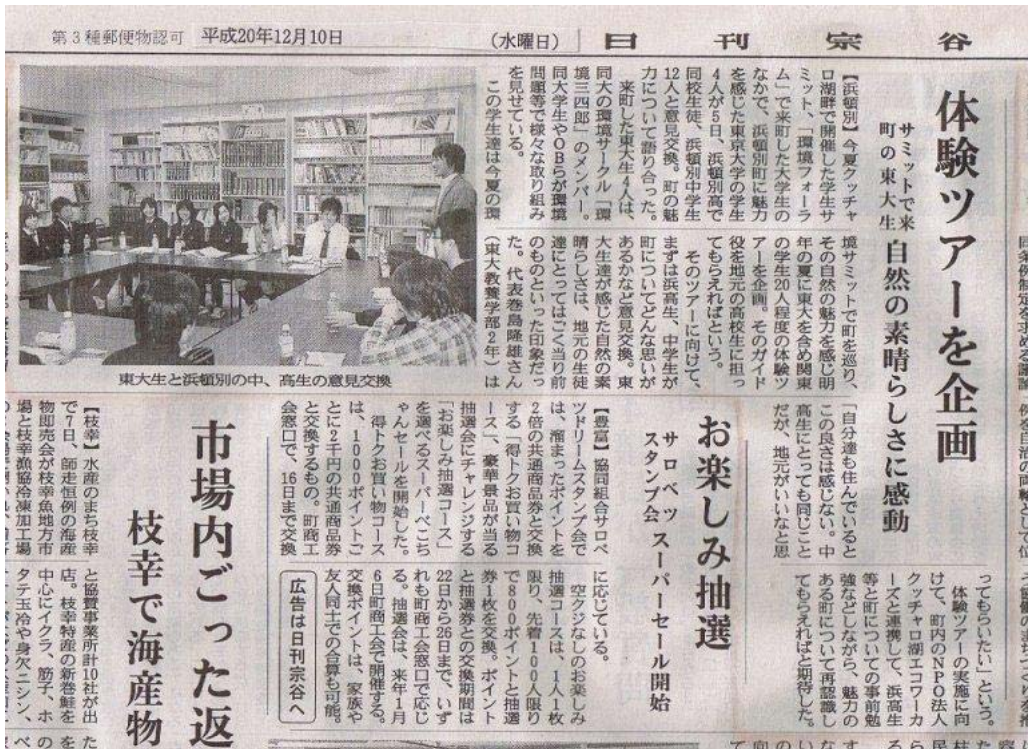 第３種郵便物認可
平成20年12月10日
(水曜日)
日刊宗谷
体験ツアーを企画
サミットで来
町の東大生
自然の素晴らしさに感動
【浜頓別】今夏クッチャ
ロ湖畔で開催した学生サ
ミット、「環境フォーラ
ム」で来町した大学生の
なかで、浜頓別町に魅力
を感じた東京大学の学生
４人が５日、浜頓別高で
同校生徒、浜頓別中学生
12人と意見交換。町の魅
力について語り合った。
来町した東大生４人は、
同大の環境サークル「環
境三四郎」のメンバー。
同大学生やＯＢらが環境
問題等で様々な取り組み
を見せている。
この学生達は今夏の環
境サミットで町を巡り、
その自然の魅力を感じ明
年の夏に東大を含め関東
の学生20人程度の体験ツ
アーを企画。そのガイド
役を地元の高校生に担っ
てもらえればという。
そのツアーに向けて、
まずは浜高生、中学生が
町についてどんな思いが
あるかなど意見交換。東
大生達が感じた自然の素
晴らしさは、地元の生徒
達にとってはごく当り前
のものといった印象だっ
た。代表巻島隆雄さん
（東大教養学部２年）は
「自分達も住んでいると
この良さは感じない。中
高生にとっても同じこと
だが、地元がいいなと思
ってもらいたい」という。
体験ツアーの実施に向
けて、町内のＮＰＯ法人
クッチャロ湖エコワーカ
ーズと連携して、浜高生
等と町についての事前勉
強などしながら、魅力の
ある町について再認識し
てもらえればと期待した。
東大生と浜頓別の中、高生の意見交換
お楽しみ抽選
サロベツ
スタンプ会
スーパーセール開始
【豊富】協同組合サロベ
ツドリームスタンプ会で
は、溜まったポイントを
２倍の共通商品券と交換
する「得トクお買い物コ
ース」、豪華景品が当る
抽選会にチャレンジする
「お楽しみ抽選コース」
を選べるスーパーぺこち
ゃんセールを開始した。
得トクお買い物コース
は、１０００ポイントご
とに２千円の共通商品券
と交換するもの。町商工
会窓口で、16日まで交換
に応じている。
空クジなしのお楽しみ
抽選コースは、１人１枚
限り、先着１００人限り
で８００ポイントと抽選
券１枚を交換。ポイント
と抽選券との交換期間は
22日から26日まで、いず
れも町商工会窓口で応じ
る。抽選会は、来年１月
６日町商工会で開催する。
交換ポイントは、家族や
友人同士での合算も可能。
広告は日刊宗谷へ
市場内ごった返
枝幸で海産物
【枝幸】水産のまち枝幸
で７日、師走恒例の海産
物即売会が枝幸魚地方市
場と枝幸漁協冷凍加工場
と協賛事業所計10社が出
店。枝幸特産の新巻鮭を
中心にイクラ、筋子、ホ
タテ玉冷や身欠ニシン、